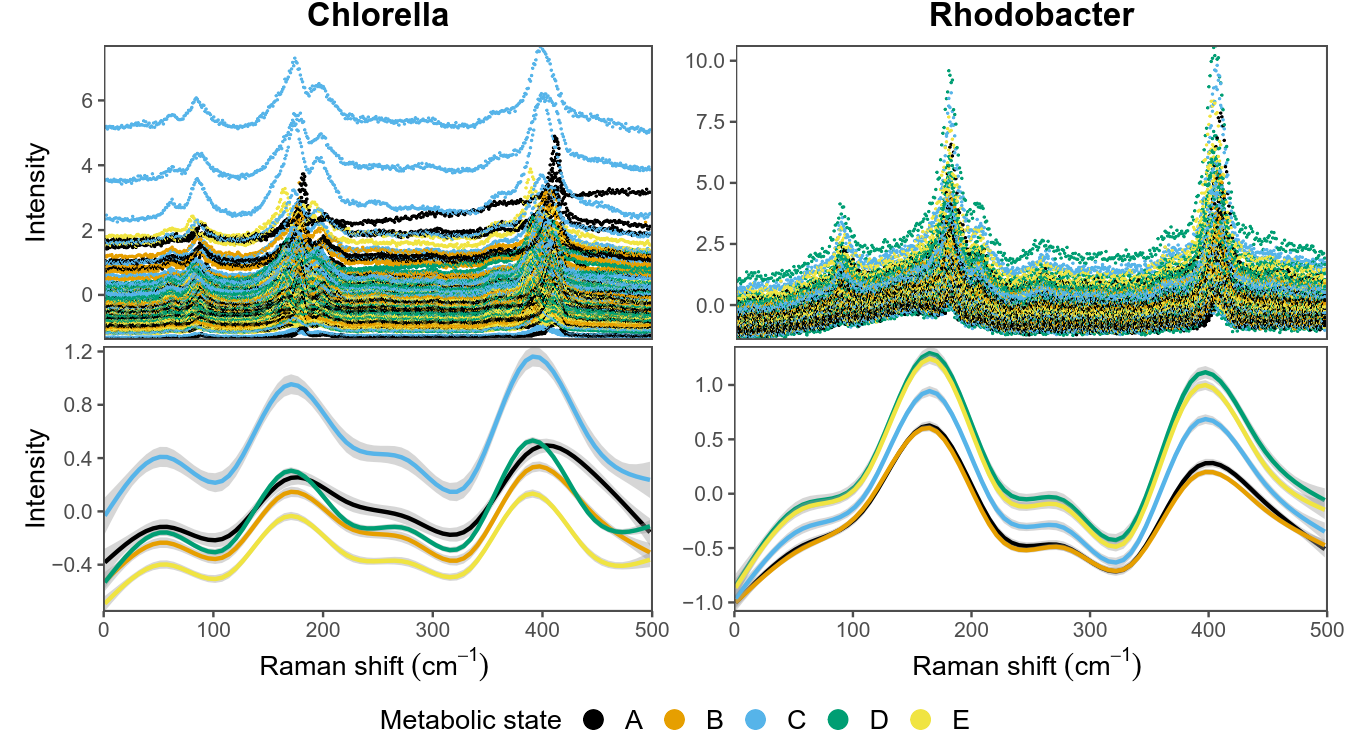 Chlorella Rhodobacter
Intensity
6
4
2
0
10.0
7.5
5.0
2.5
0.0
Intensity
1.2
0.8
0.4
0.0
−0.4
1.0
0.5
0.0
−0.5
−1.0
0 100 200 300 400 500
0 100 200 300 400 500
Raman shift (cm⁻¹) Raman shift (cm⁻¹)
Metabolic state A B C D E